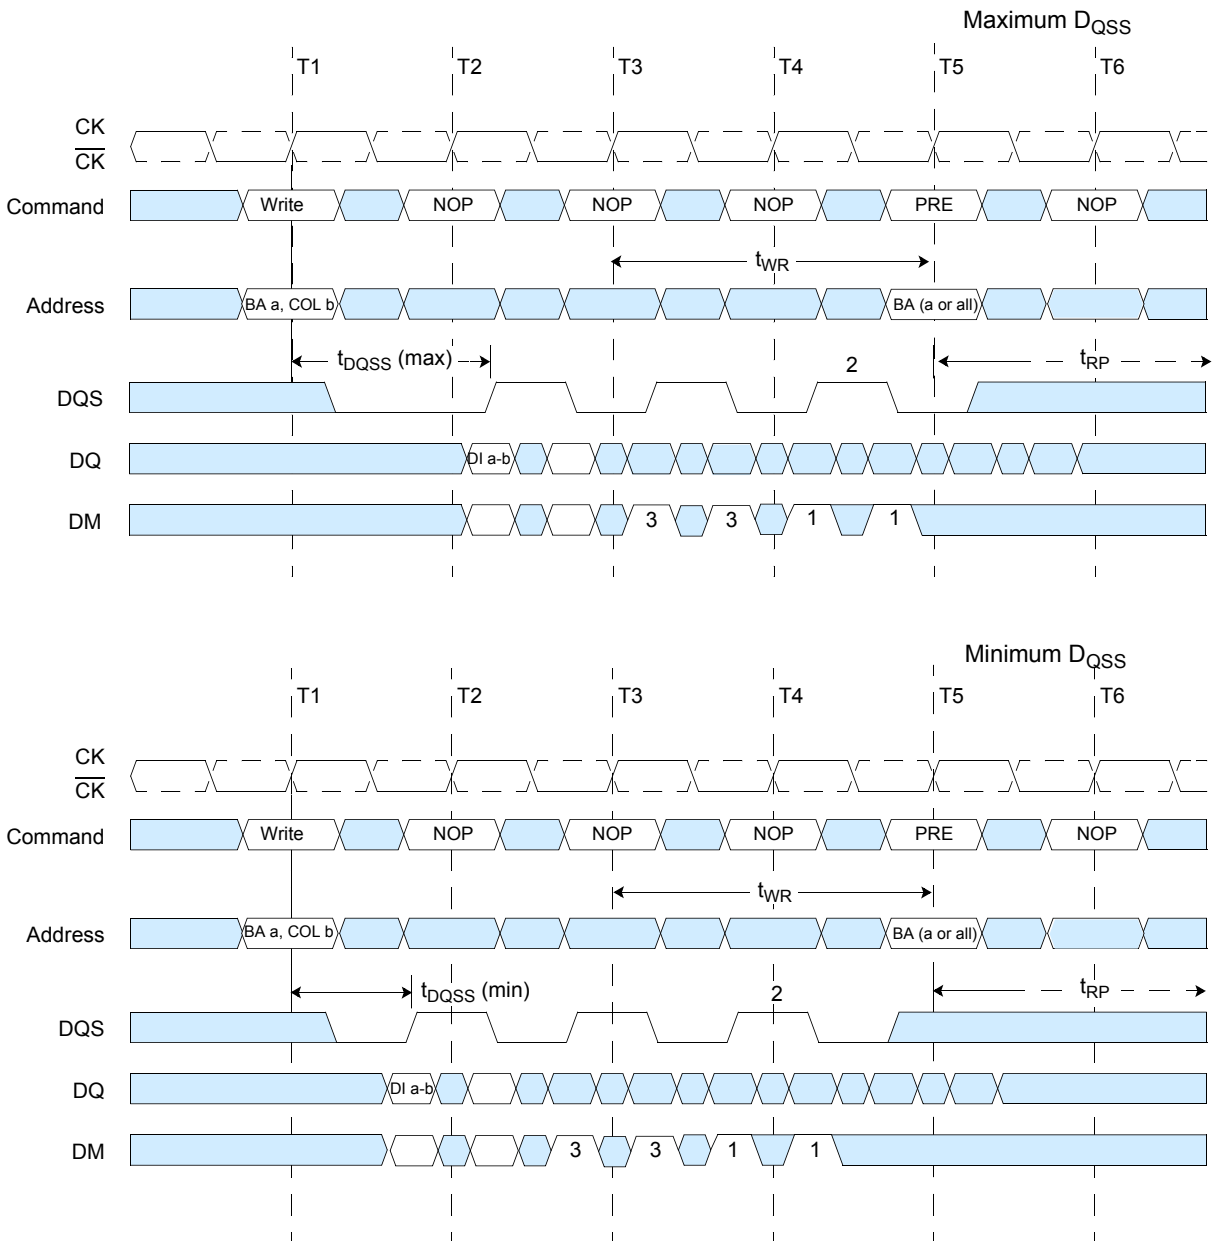 Maximum DQSS
T1 T2 T3 T4 T5 T6
CK
CK
Command Write NOP NOP NOP PRE NOP
tWR
Address BA a, COL b BA (a or all)
tDQSS (max) 2 tRP
DQS
DQ DI a-b
DM 3 3 1 1
Minimum DQSS
T1 T2 T3 T4 T5 T6
CK
CK
Command Write NOP NOP NOP PRE NOP
tWR
Address BA a, COL b BA (a or all)
tDQSS (min) 2 tRP
DQS
DQ DI a-b
DM 3 3 1 1